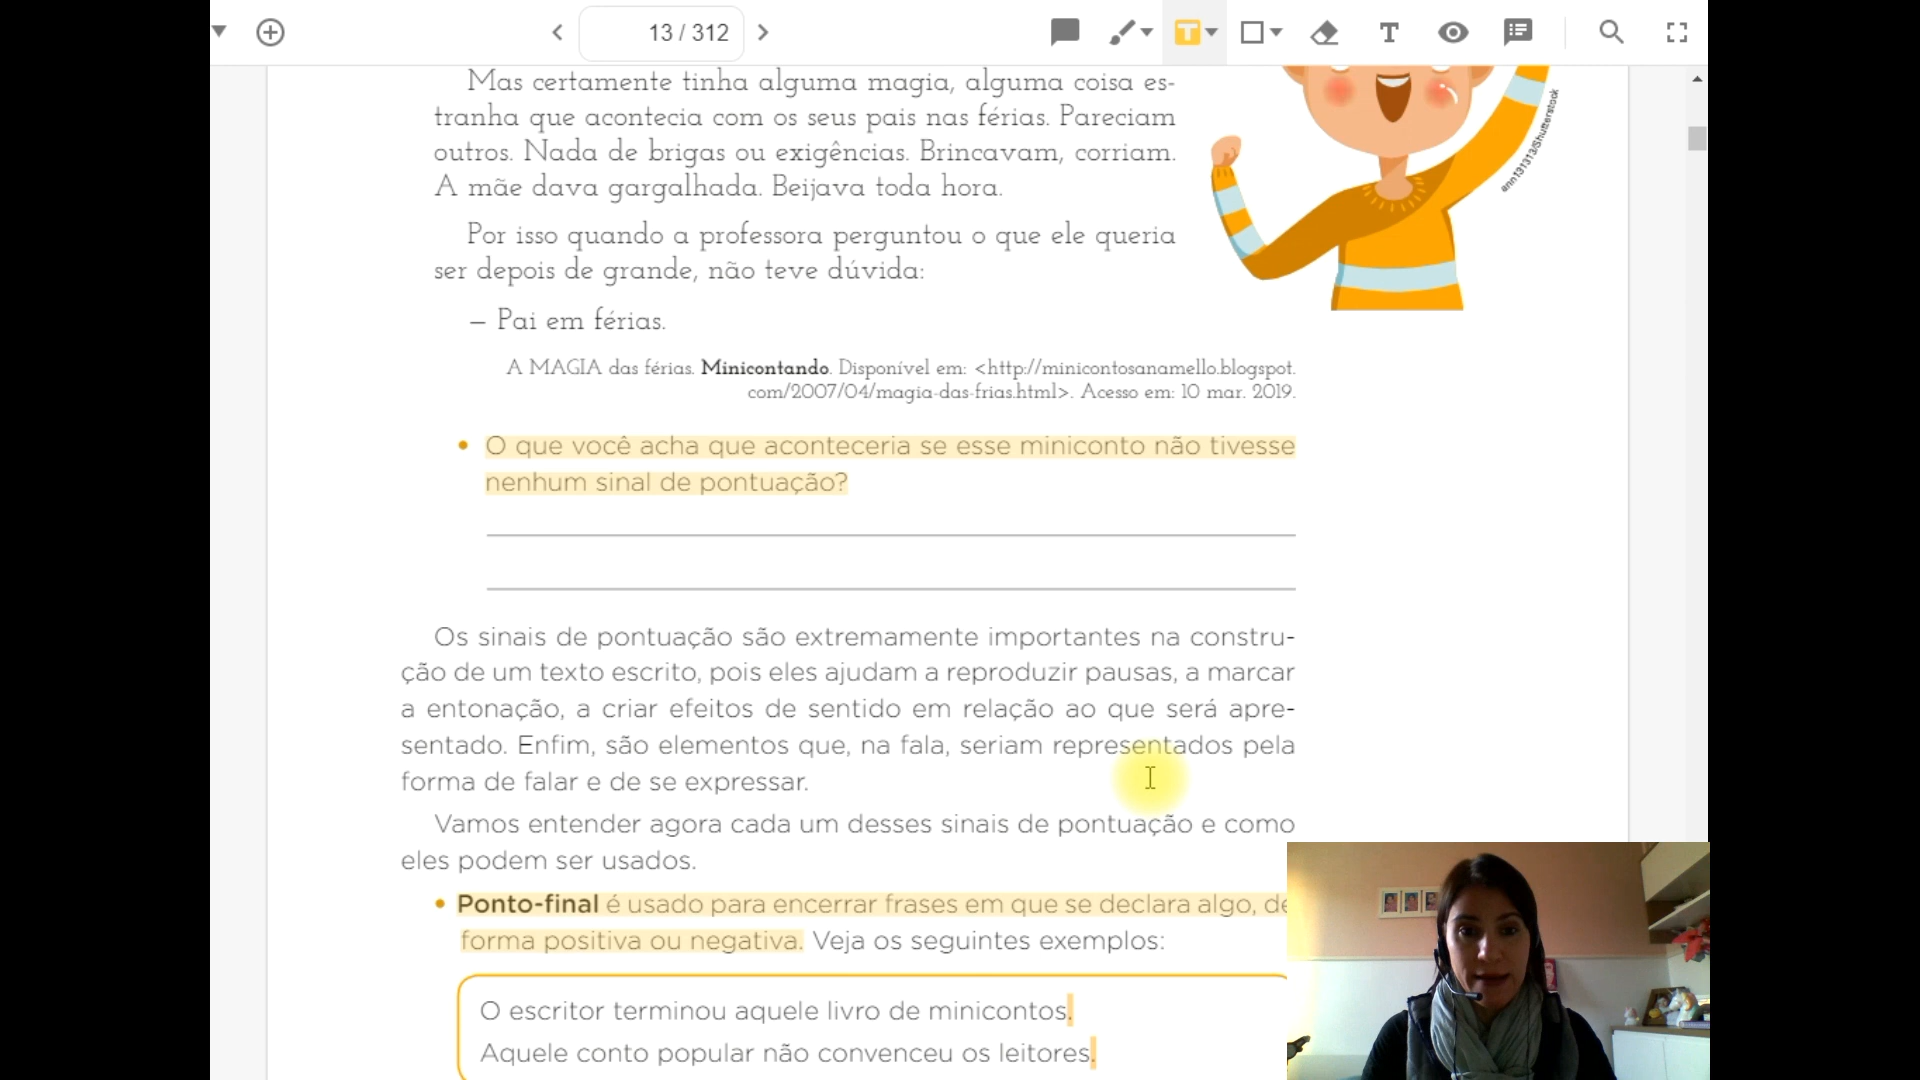 13 / 312
T
T
Mas certamente tinha alguma magia, alguma coisa es-
tranha que acontecia com os seus pais nas férias. Pareciam
outros. Nada de brigas ou exigências. Brincavam, corriam.
A mãe dava gargalhada. Beijava toda hora.
Por isso quando a professora perguntou o que ele queria
ser depois de grande, não teve dúvida:
– Pai em férias.
ann131313/Shutterstock
A MAGIA das férias. Minicontando. Disponível em: <http://minicontosanamello.blogspot.
com/2007/04/magia-das-frias.html>. Acesso em: 10 mar. 2019.
• O que você acha que aconteceria se esse miniconto não tivesse
nenhum sinal de pontuação?
Os sinais de pontuação são extremamente importantes na constru-
ção de um texto escrito, pois eles ajudam a reproduzir pausas, a marcar
a entonação, a criar efeitos de sentido em relação ao que será apre-
sentado. Enfim, são elementos que, na fala, seriam representados pela
forma de falar e de se expressar.
Vamos entender agora cada um desses sinais de pontuação e como
eles podem ser usados.
• Ponto-final é usado para encerrar frases em que se declara algo, de
forma positiva ou negativa. Veja os seguintes exemplos:
O escritor terminou aquele livro de minicontos.
Aquele conto popular não convenceu os leitores.